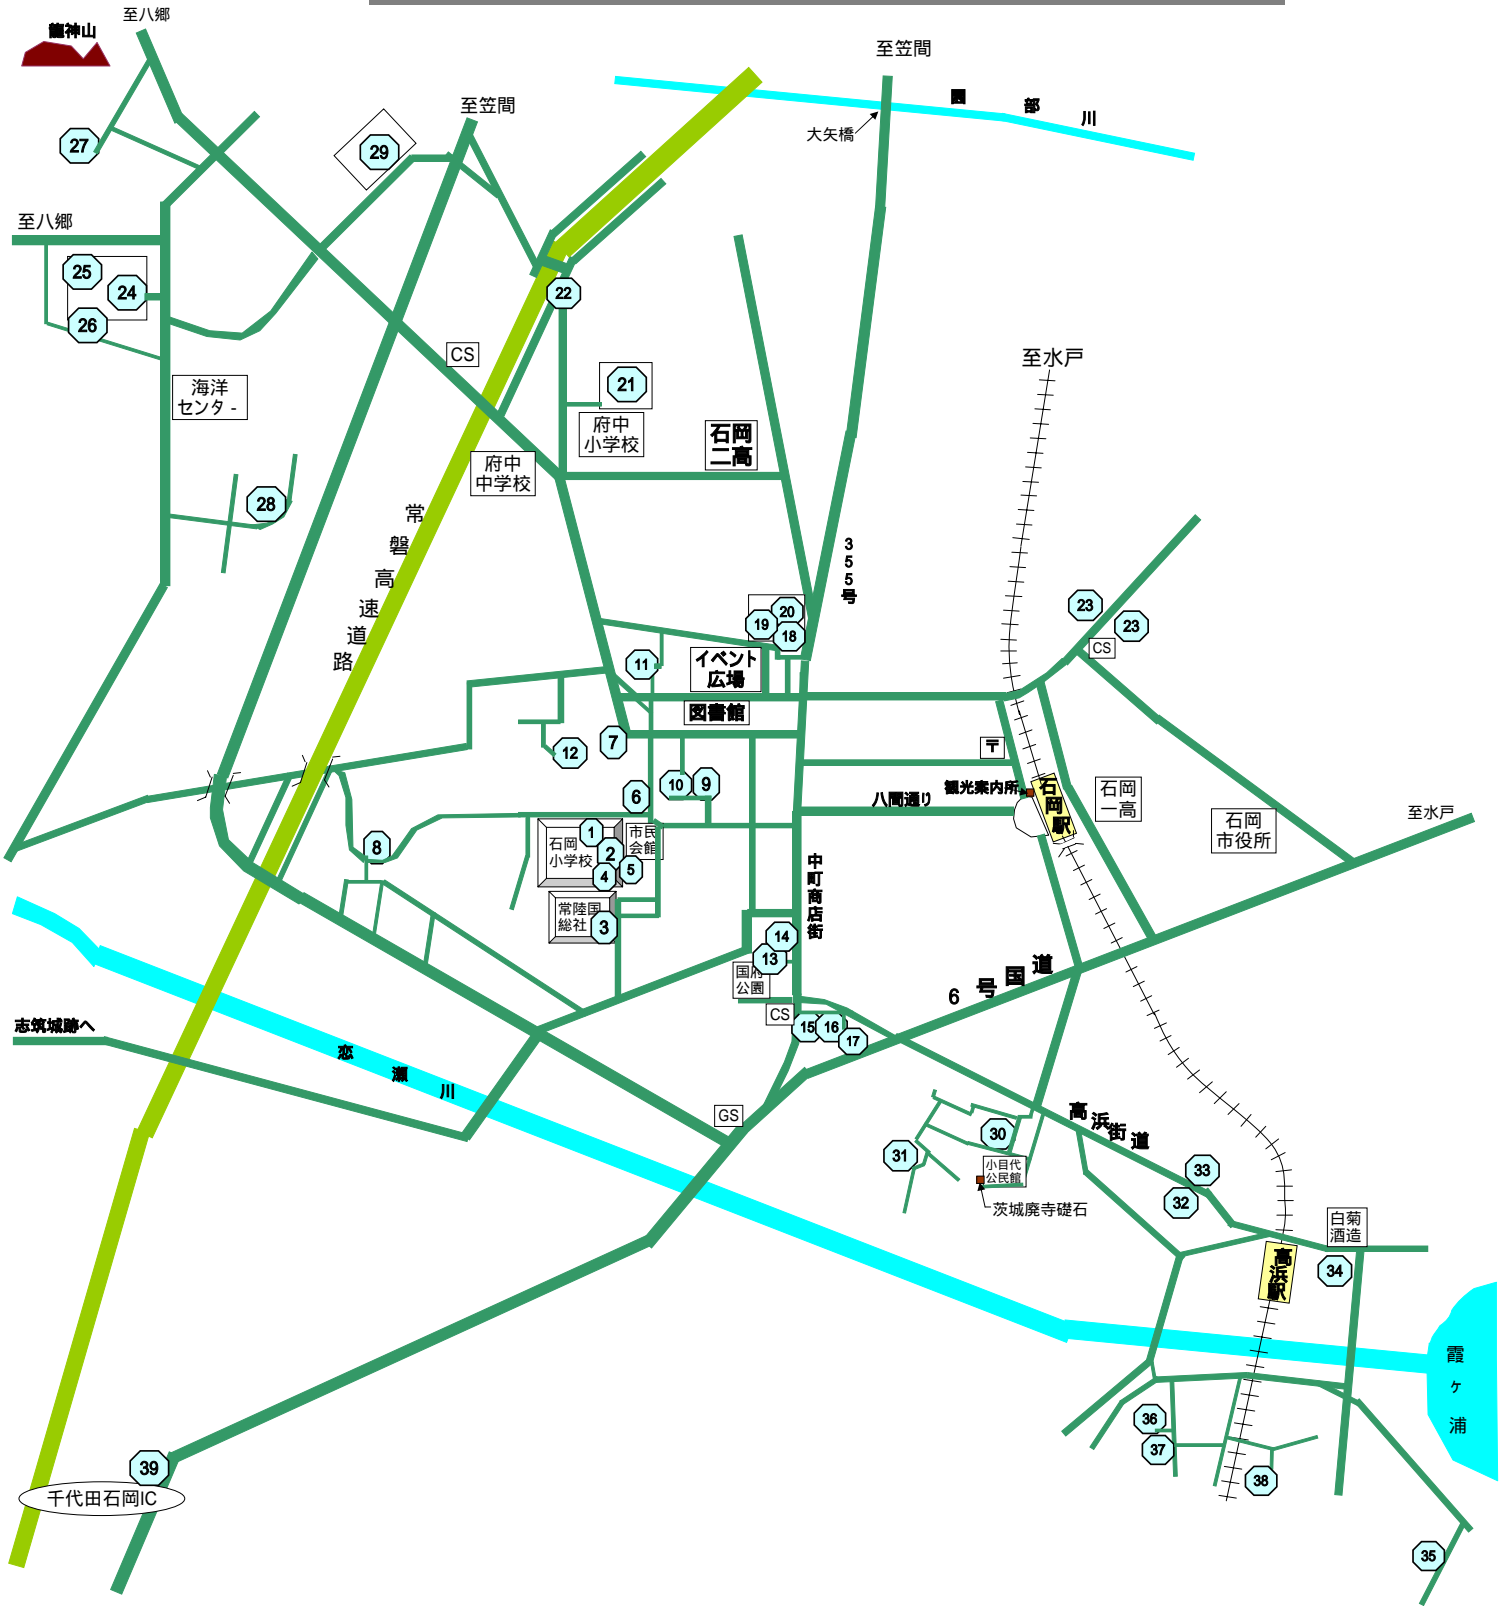 至八郷
龍神山
至笠間
至笠間
園部川
大矢橋
27
29
至八郷
25
24
26
22
CS
海洋
センタ-
21
府中
小学校
石岡
二高
府中
中学校
至水戸
28
常磐高速道路
355号
20
19
18
23
23
CS
11
イベント
広場
図書館
7
12
〒
10
9
6
八間通り
観光案内所
石岡駅
石岡
一高
石岡
市役所
至水戸
1
石岡
小学校
2
市民
会館
4
5
8
中町商店街
常陸国
総社
3
14
13
国府
公園
CS
15
16
17
6号国道
志筑城跡へ
恋瀬川
GS
高浜街道
30
31
小目代
公民館
茨城廃寺礎石
33
32
白菊
酒造
34
高浜駅
霞ヶ浦
36
37
38
39
千代田石岡IC
35